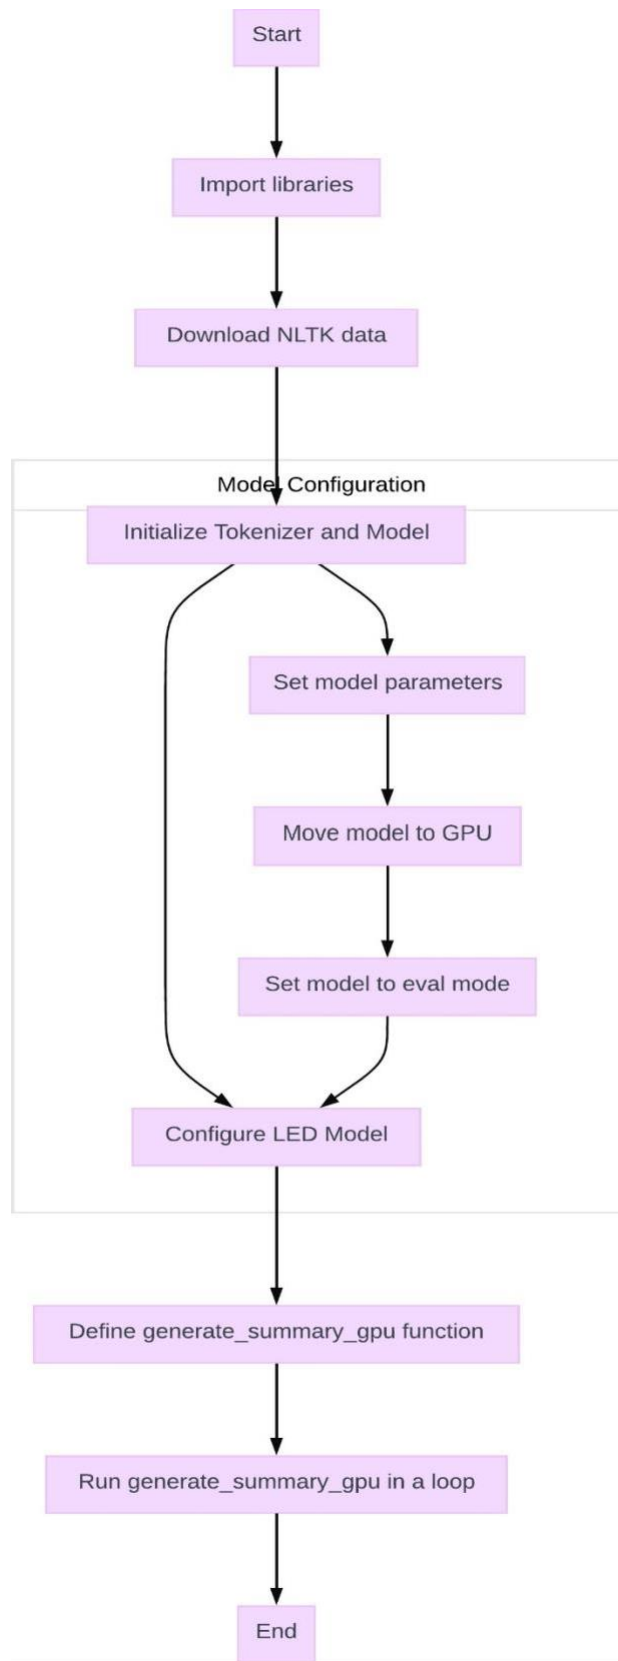 Start
Import libraries
Download NLTK data
Model Configuration
Initialize Tokenizer and Model
Set model parameters
Move model to GPU
Set model to eval mode
Configure LED Model
Define generate_summary_gpu function
Run generate_summary_gpu in a loop
End